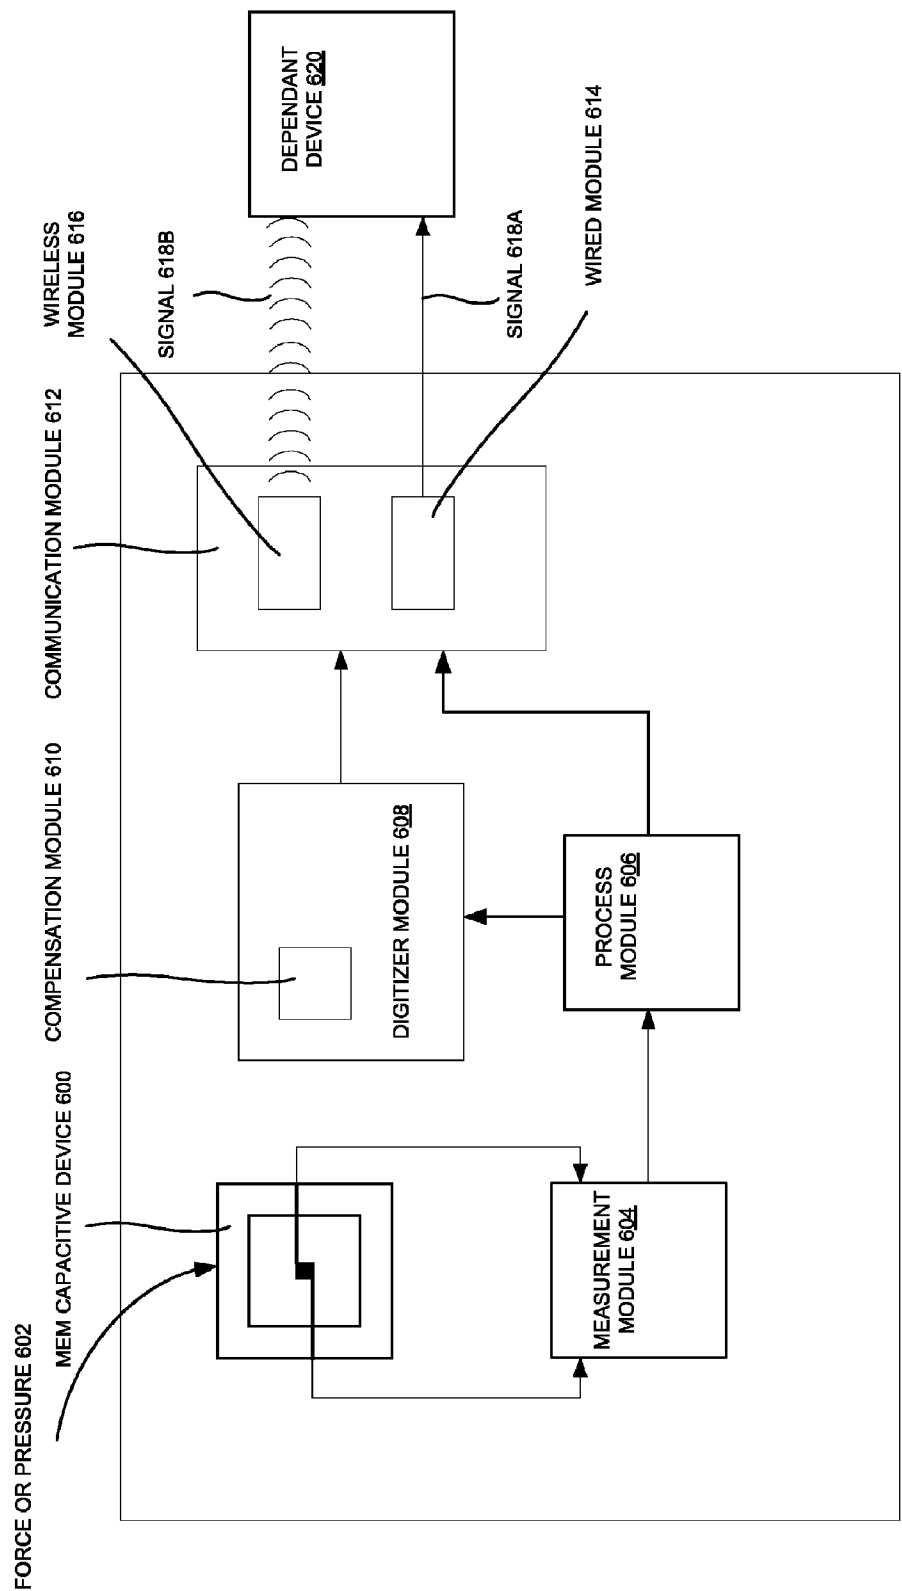 FORCE OR PRESSURE 602
MEM CAPACITIVE DEVICE 600
COMPENSATION MODULE 610
COMMUNICATION MODULE 612
WIRELESS
MODULE 616
SIGNAL 618B
DEPENDANT
DEVICE 620
SIGNAL 618A
WIRED MODULE 614
DIGITIZER MODULE 608
MEASUREMENT
MODULE 604
PROCESS
MODULE 606